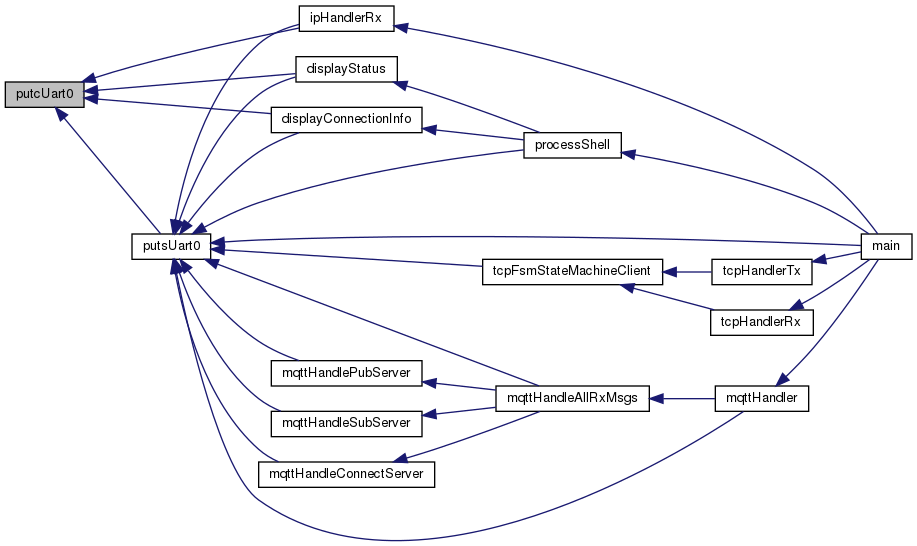 ipHandlerRx
displayStatus
putcUart0
displayConnectionInfo
processShell
putsUart0
main
tcpFsmStateMachineClient
tcpHandlerTx
tcpHandlerRx
mqttHandlePubServer
mqttHandleAllRxMsgs
mqttHandler
mqttHandleSubServer
mqttHandleConnectServer